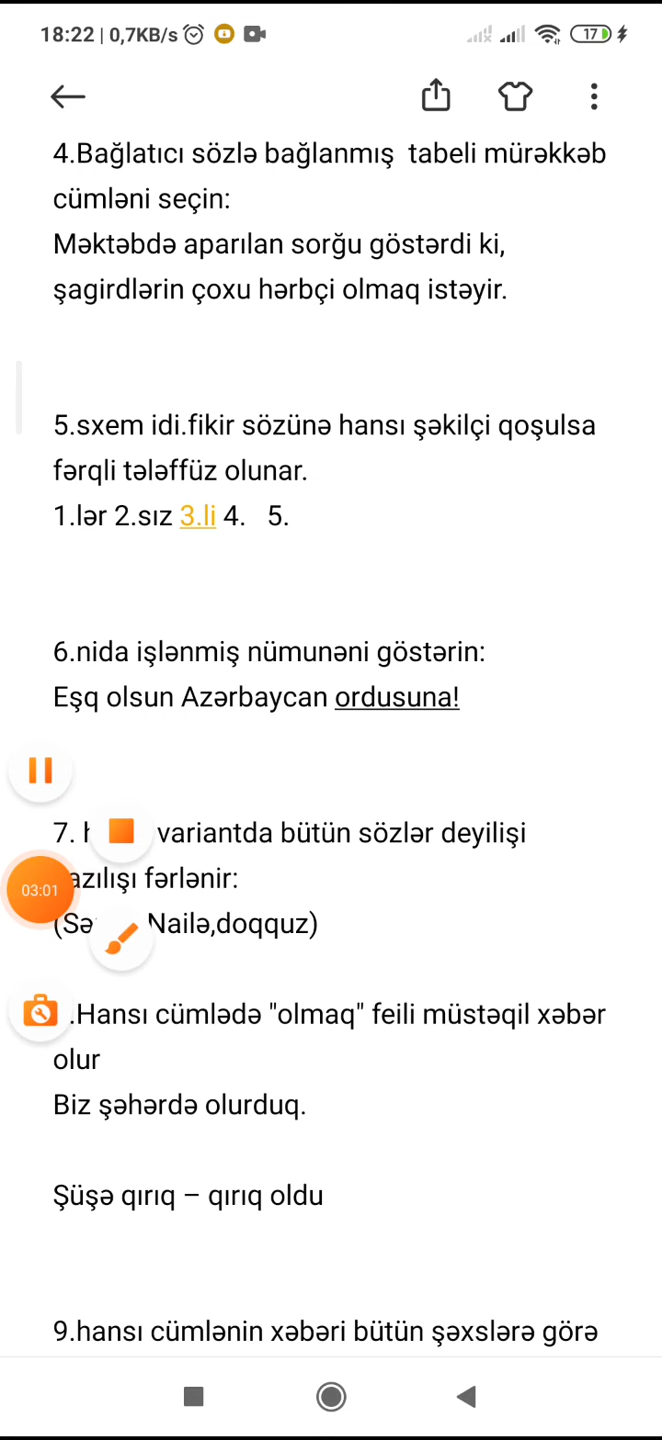 18:22 | 0,7KB/s
17
4.Bağlatıcı sözlə bağlanmış tabeli mürəkkəb
cümləni seçin:
Məktəbdə aparılan sorğu göstərdi ki,
şagirdlərin çoxu hərbçi olmaq istəyir.
5.sxem idi.fikir sözünə hansı şəkilçi qoşulsa
fərqli tələffüz olunar.
1.lər 2.sız 3.li 4. 5.
6.nida işlənmiş nümunəni göstərin:
Eşq olsun Azərbaycan ordusuna!
7. variantda bütün sözlər deyilişi
03:01 fərlənir:
Nailə,doqquz)
.Hansı cümlədə "olmaq" feili müstəqil xəbər
olur
Biz şəhərdə olurduq.
Şüşə qırıq – qırıq oldu
9.hansı cümlənin xəbəri bütün şəxslərə görə